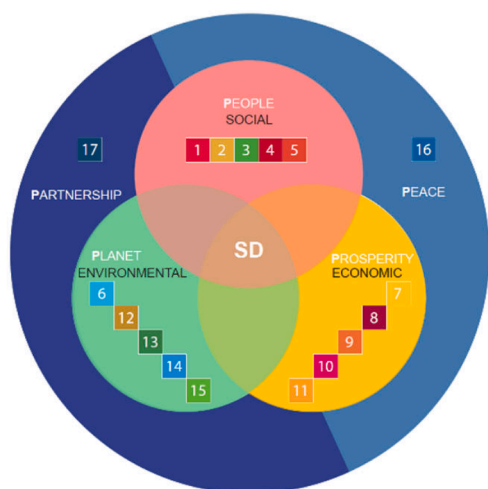 PEOPLE
SOCIAL
1 2 3 4 5
17
16
PARTNERSHIP
PEACE
SD
PLANET
ENVIRONMENTAL
6
12
13
14
15
PROSPERITY
ECONOMIC
7
8
9
10
11